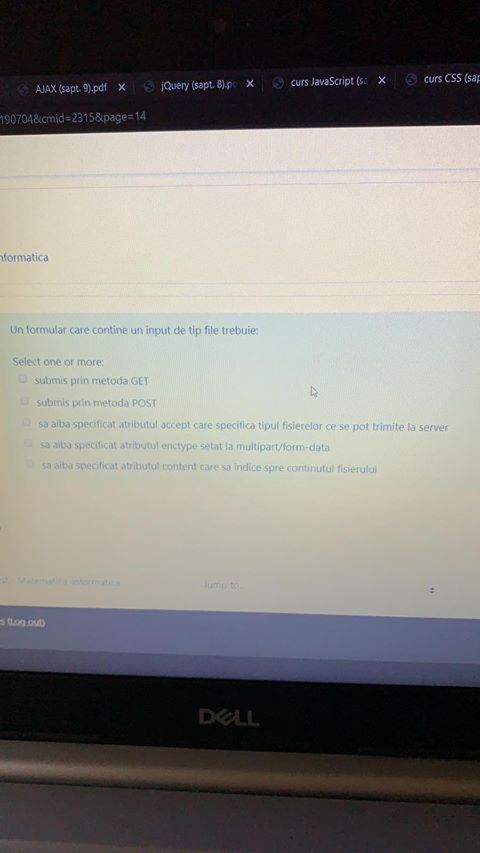 AJAX (sapt. 9).pdf
jQuery (sapt. 8).p
curs JavaScript (sa
curs CSS (sap
190704&cmid=2315&page=14
nformatica
Un formular care contine un input de tip file trebuie:
Select one or more:
submis prin metoda GET
submis prin metoda POST
sa aiba specificat atributul accept care specifica tipul fisierelor ce se pot trimite la server
sa aiba specificat atributul enctype setat la multipart/form-data
sa aiba specificat atributul content care sa indice spre continutul fisierului
st Matematica informatica
Jump to...
s (Log out)
DELL